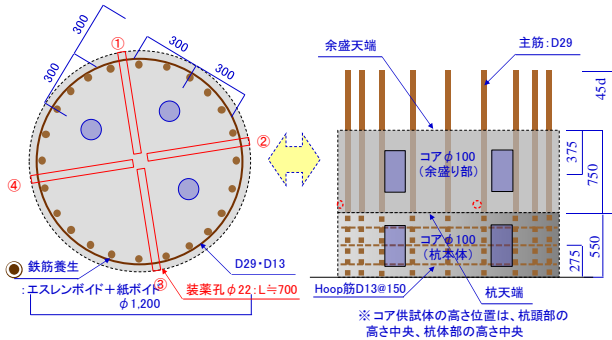 ①
300
300
300
300
②
④
③
鉄筋養生
:エスレンボイド+紙ボイド
φ1,200
D29・D13
装薬孔φ22:L≒700
余盛天端
主筋:D29
45d
コアφ100
(余盛り部)
375
750
コアφ100
(杭本体)
275
550
Hoop筋D13@150
杭天端
※コア供試体の高さ位置は、杭頭部の
高さ中央、杭体部の高さ中央